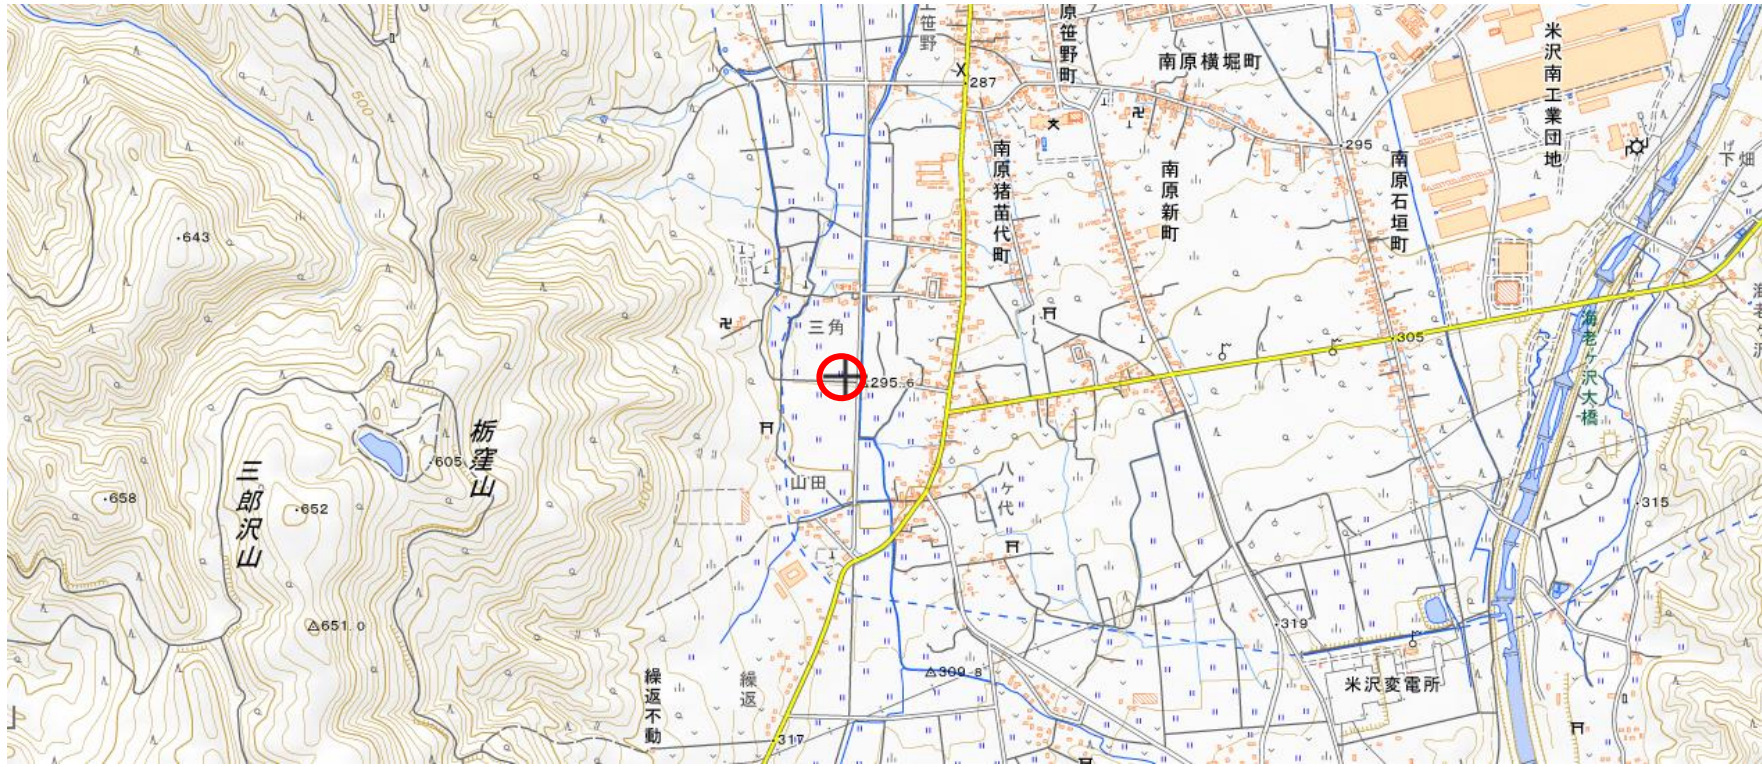 上笹野
原笹野町
南原横堀町
米沢南工業団地
287
500
295
げ
下畑
南原猪苗代町
南原新町
南原石垣町
643
三角
295.6
305
海老ヶ沢大橋
栃窪山
605
三郎沢山
658
652
山田
八ケ代
315
651.0
319
309.8
繰返不動
繰返
米沢変電所
317